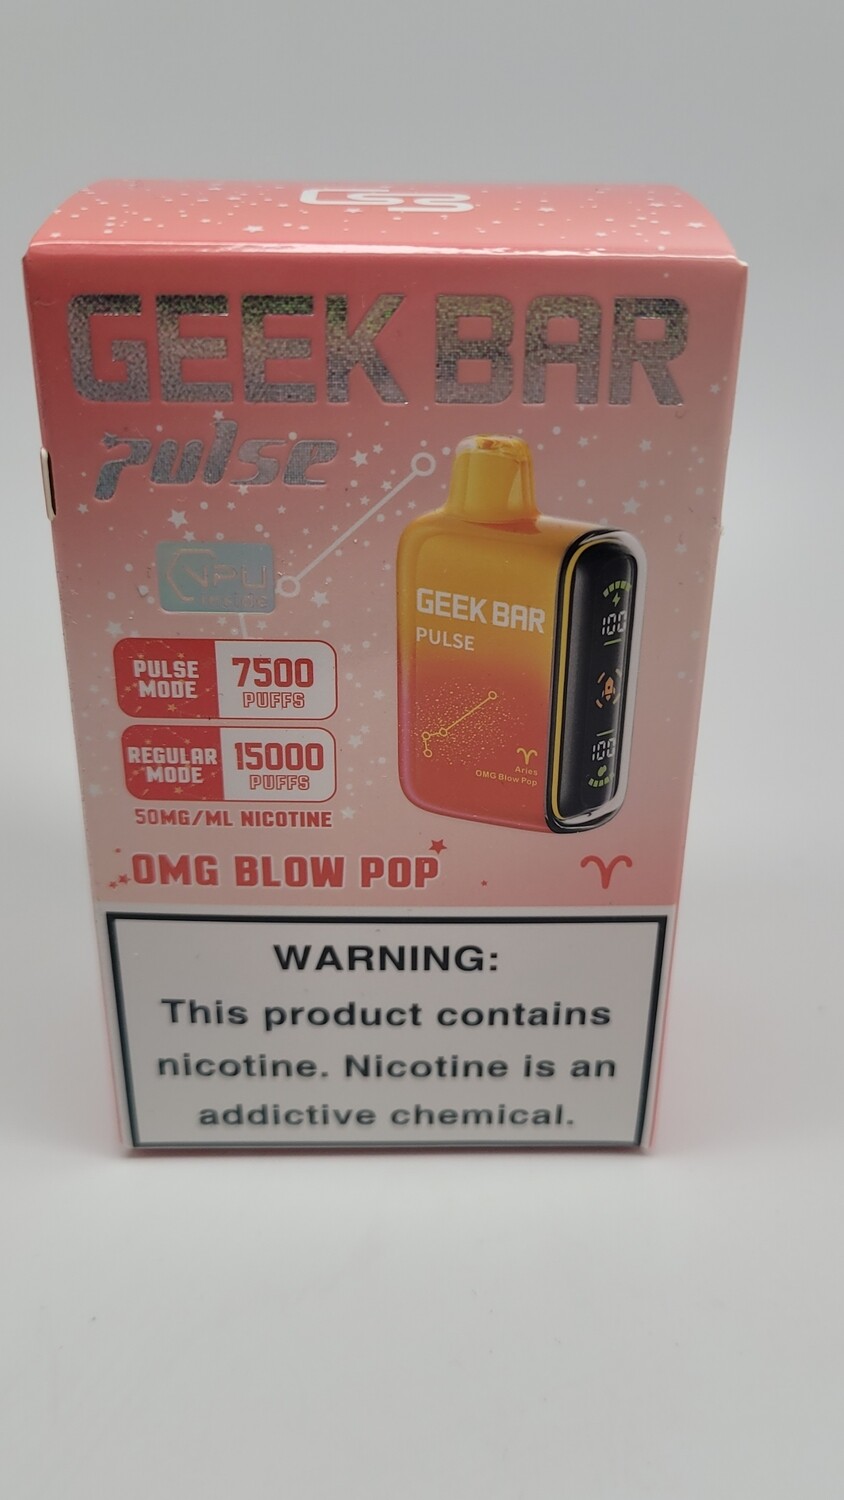 GEEK BAR
pulse
VPU
PULSE
MODE
7500
PUFFS
REGULAR
MODE
15000
PUFFS
50MG/ML NICOTINE
OMG BLOW POP
GEEK BAR
PULSE
100
100
Aries
OMG Blow Pop
WARNING:
This product contains
nicotine. Nicotine is an
addictive chemical.